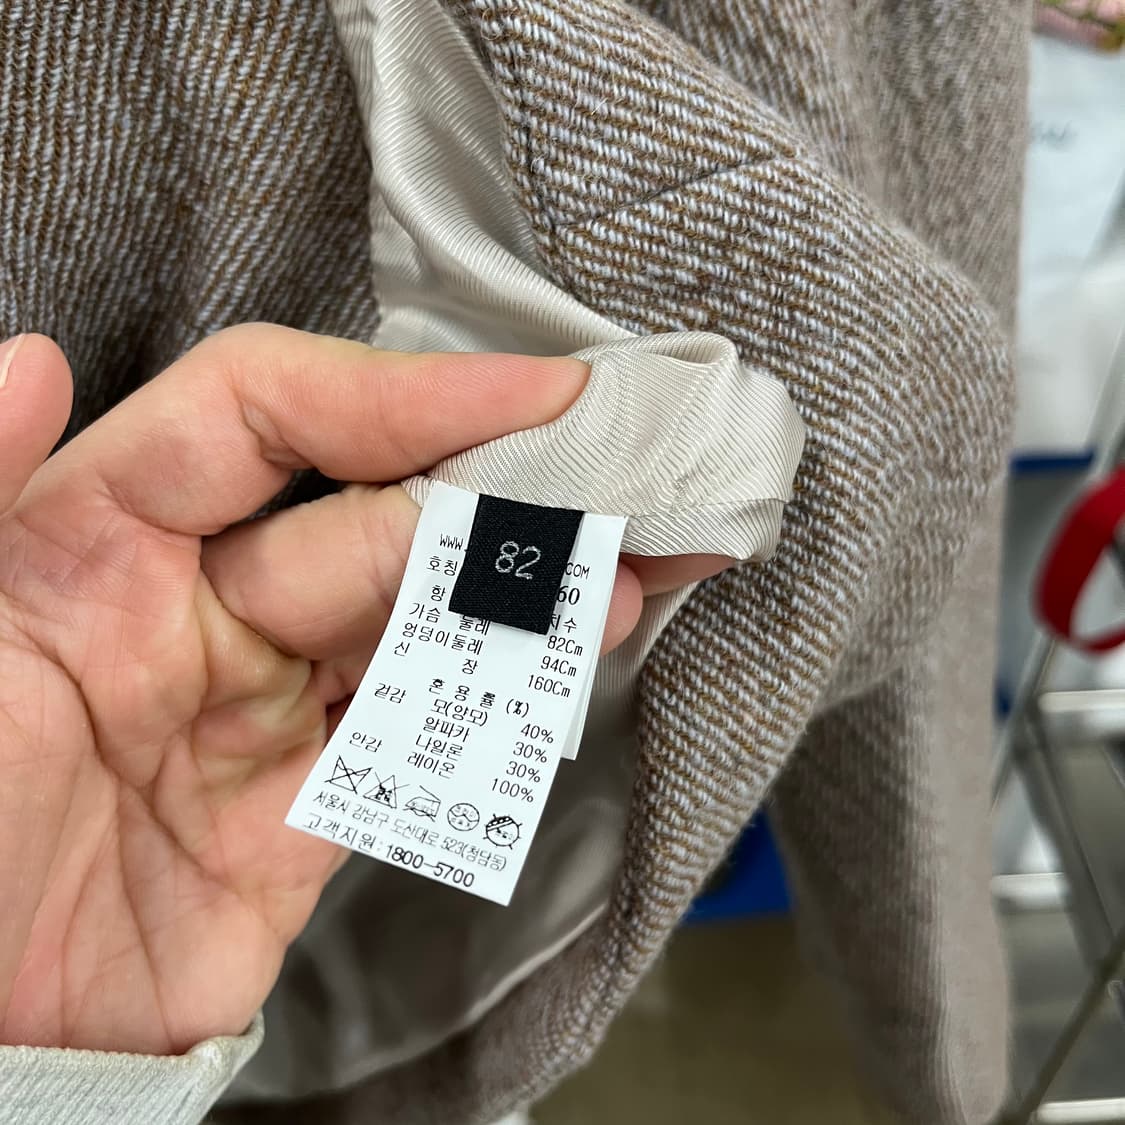 82
WWW. .COM
호칭 60
항 치수
가슴둘레 82Cm
엉덩이둘레 94Cm
신장 160Cm
혼용률 (%)
겉감 모(양모) 40%
알파카 30%
나일론 30%
안감 레이온 100%
서울시 강남구 도산대로 523(청담동)
고객지원:1800-5700